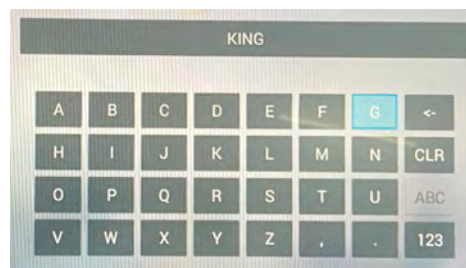 KING
A B C D E F G <-
H I J K L M N CLR
O P Q R S T U ABC
V W X Y Z , . 123